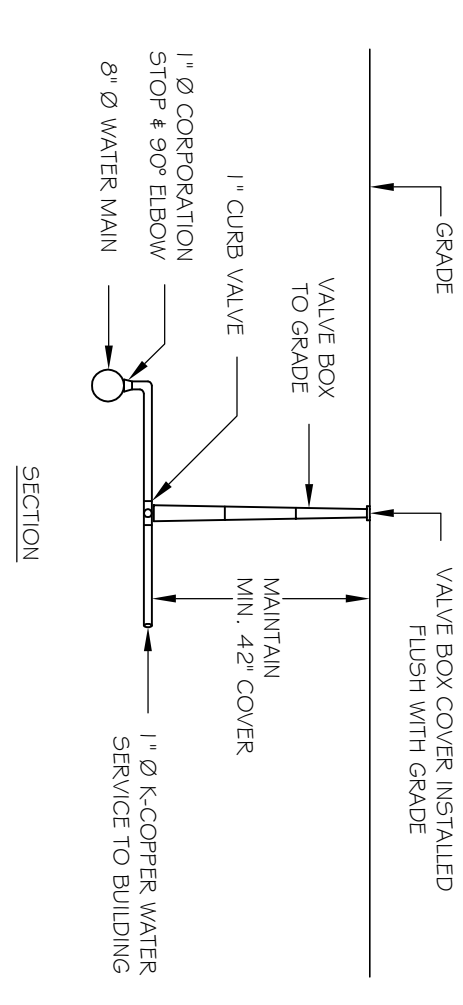 GRADE
VALVE BOX COVER INSTALLED
FLUSH WITH GRADE
VALVE BOX
TO GRADE
1" CURB VALVE
MAINTAIN
MIN. 42" COVER
1" Ø CORPORATION
STOP & 90° ELBOW
8" Ø WATER MAIN
1" Ø K-COPPER WATER
SERVICE TO BUILDING
SECTION